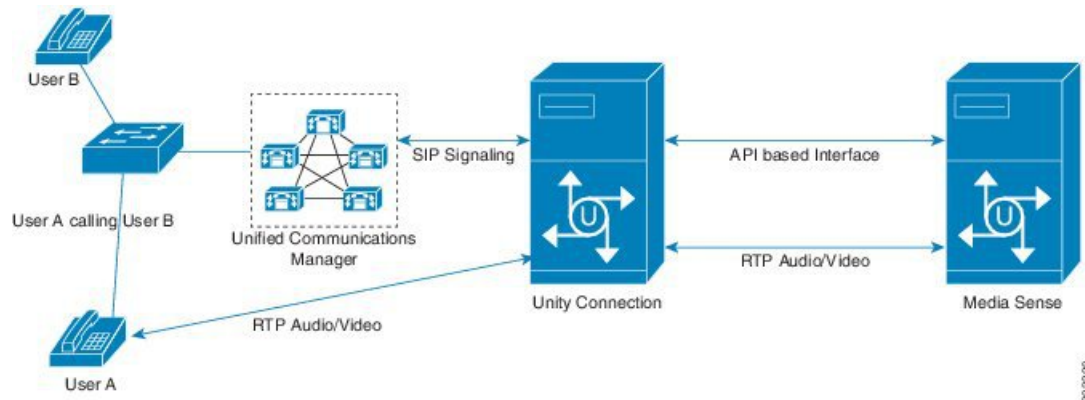 User B
SIP Signaling
API based Interface
User A calling User B
Unified Communications
Manager
RTP Audio/Video
Unity Connection
Media Sense
RTP Audio/Video
User A
U
U